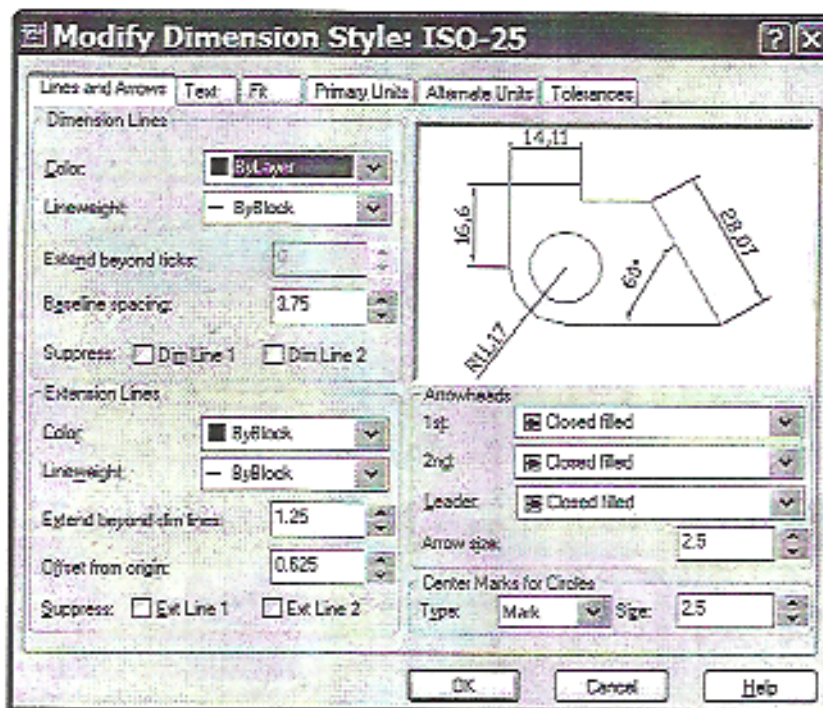 Modify Dimension Style: ISO-25
Lines and Arrows Text Fit Primary Units Alternate Units Tolerances
Dimension Lines
Color: ByLayer
Lineweight: ByBlock
Extend beyond ticks: 0
Baseline spacing: 3.75
Suppress: Dim Line 1 Dim Line 2
Extension Lines
Color: ByBlock
Lineweight: ByBlock
Extend beyond dim lines: 1.25
Offset from origin: 0.625
Suppress: Ext Line 1 Ext Line 2
14,11
16,6
28,07
60°
R11,17
Arrowheads
1st: Closed filled
2nd: Closed filled
Leader: Closed filled
Arrow size: 2.5
Center Marks for Circles
Type: Mark Size: 2.5
OK Cancel Help